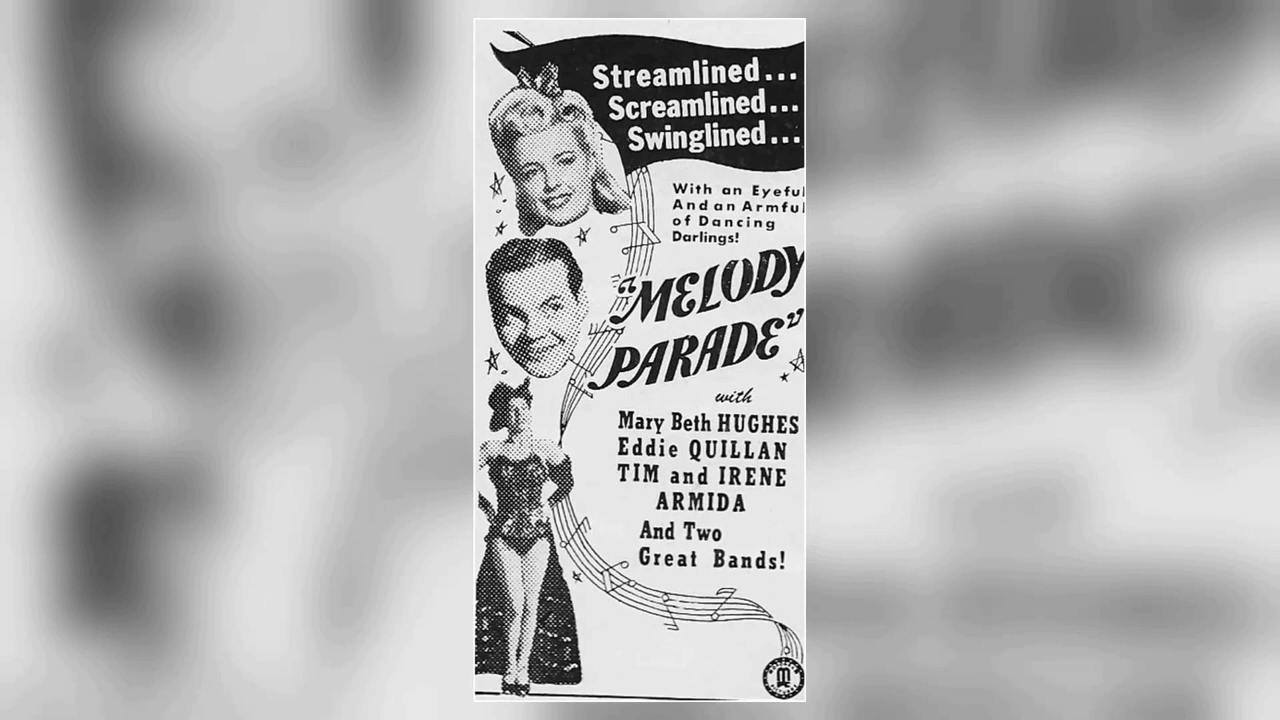 Streamlined...
Screamlined...
Swinglined...
With an Eyeful
And an Armful
of Dancing
Darlings!
"MELODY
PARADE"
with
Mary Beth HUGHES
Eddie QUILLAN
TIM and IRENE
ARMIDA
And Two
Great Bands!